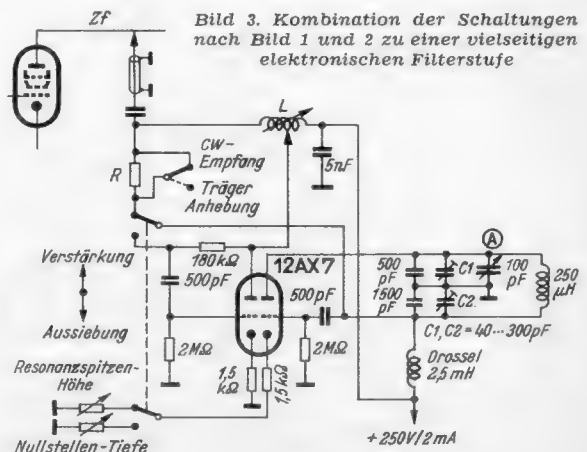 Zf
Bild 3. Kombination der Schaltungen
nach Bild 1 und 2 zu einer vielseitigen
elektronischen Filterstufe
L
CW-
Empfang
R
Träger
Anhebung
5nF
Verstärkung
180kΩ
12AX7
500pF
500pF
500
pF
1500
pF
C1
C2
A
100
pF
250
µH
C1, C2 = 40...300pF
Aussiebung
2MΩ
1,5
kΩ
1,5kΩ
2MΩ
Drossel
2,5 mH
Resonanzspitzen-
Höhe
Nullstellen-Tiefe
+250V/2mA